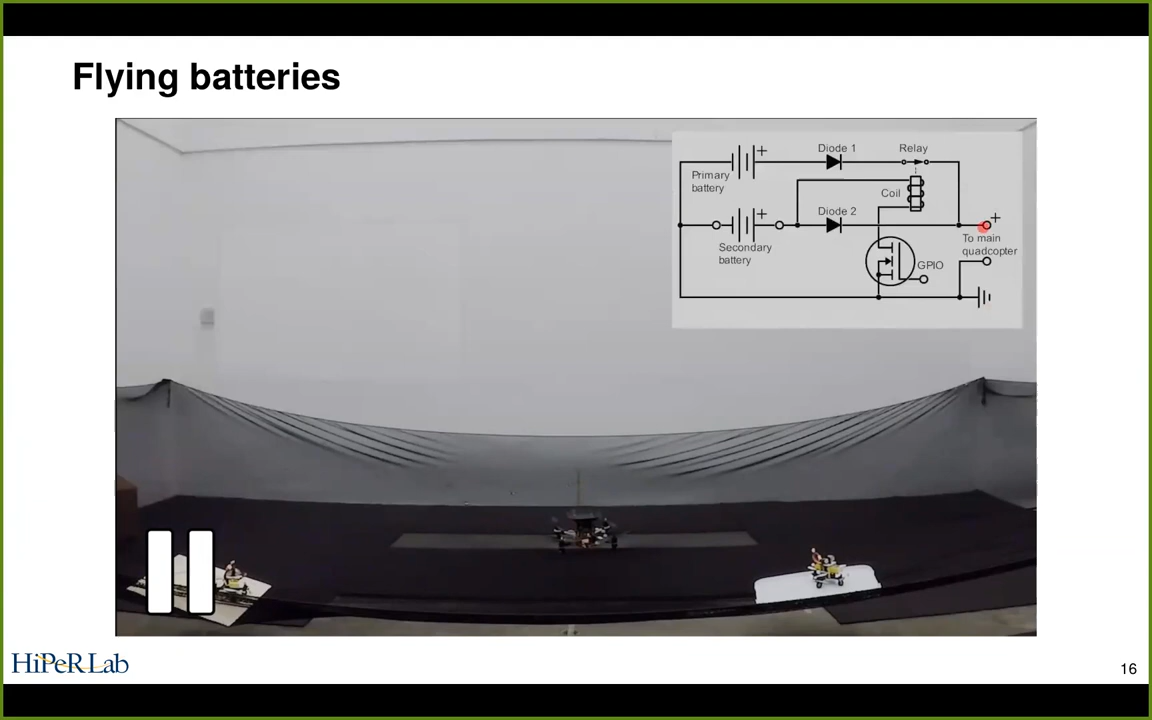 Flying batteries
Diode 1
Relay
+
Primary
battery
Coil
Diode 2
+
+
Secondary
battery
To main
quadcopter
GPIO
HiPeRLab
16